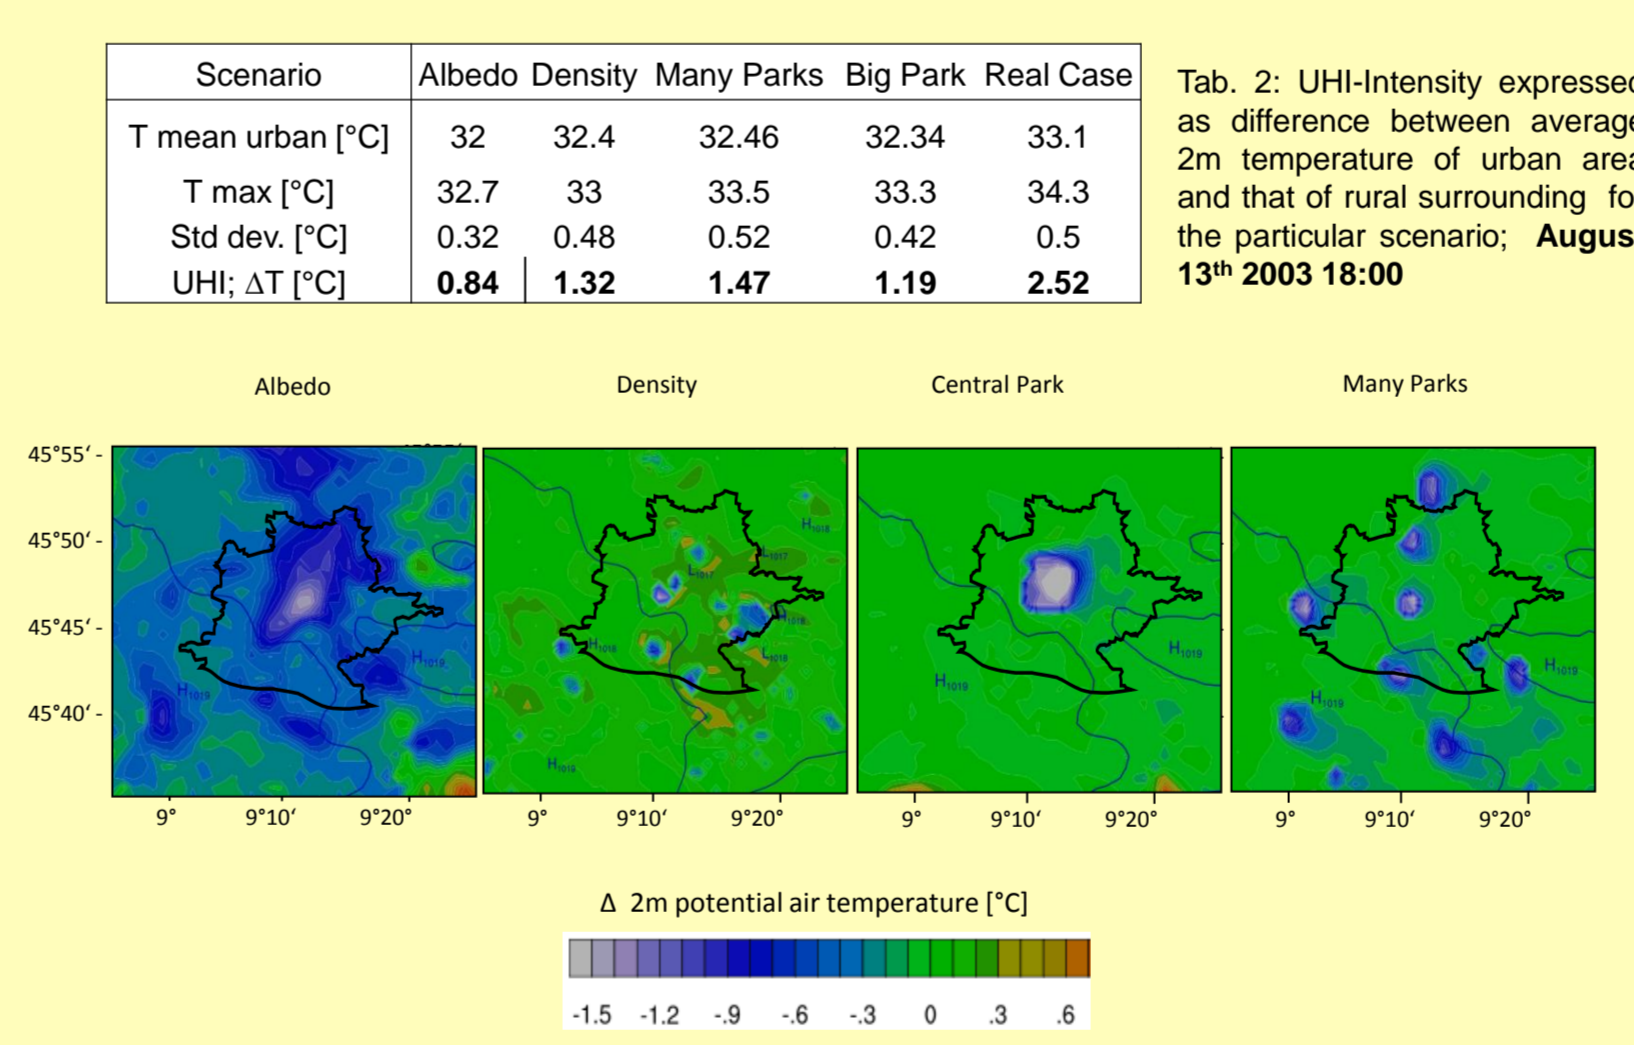 Scenario Albedo Density Many Parks Big Park Real Case
T mean urban [°C] 32 32.4 32.46 32.34 33.1
T max [°C] 32.7 33 33.5 33.3 34.3
Std dev. [°C] 0.32 0.48 0.52 0.42 0.5
UHI; ΔT [°C] 0.84 1.32 1.47 1.19 2.52
Tab. 2: UHI-Intensity expressed
as difference between average
2m temperature of urban area
and that of rural surrounding fo
the particular scenario; Augus
13th 2003 18:00
Albedo Density Central Park Many Parks
45°55‘ -
45°50‘ -
45°45‘ -
45°40‘ -
H1019
H1019
H1018
L1017
L1017
H1018
H1018
L1018
H1019
H1019
H1019
H1019
H1019
9° 9°10‘ 9°20°
9° 9°10‘ 9°20°
9° 9°10‘ 9°20°
9° 9°10‘ 9°20°
Δ 2m potential air temperature [°C]
-1.5 -1.2 -.9 -.6 -.3 0 .3 .6